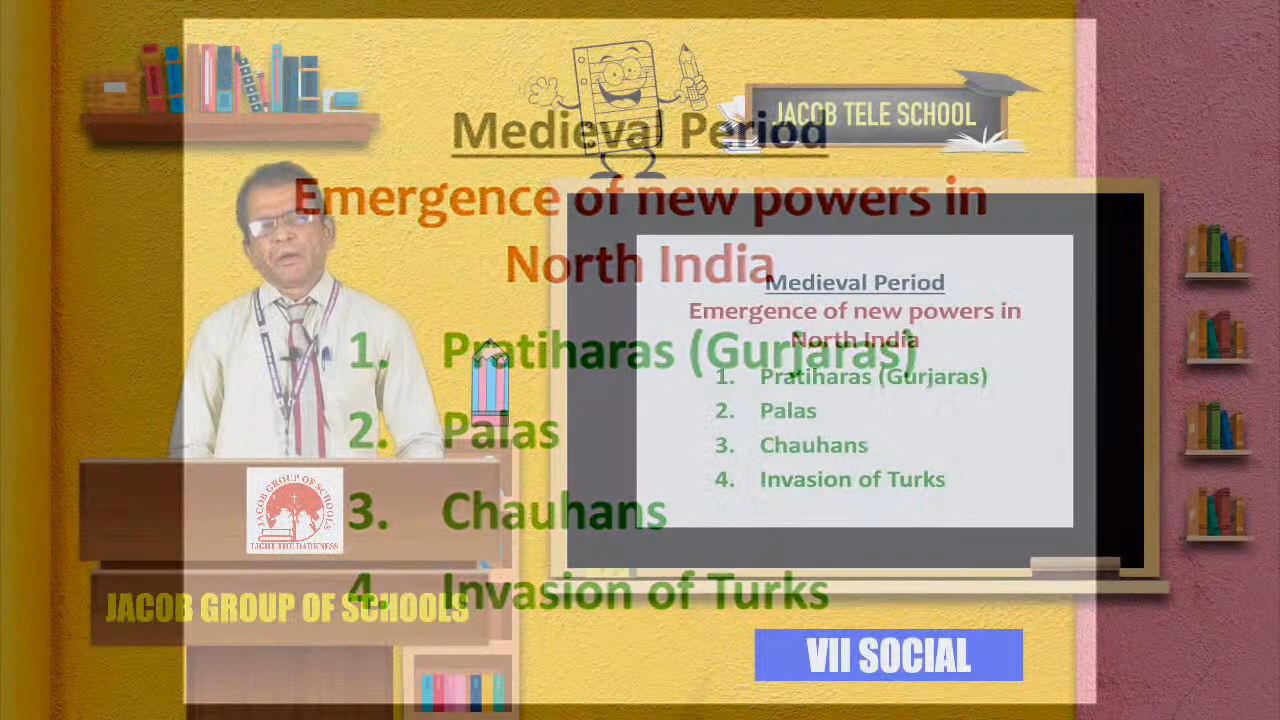 JACOB TELE SCHOOL
Medieval Period
Emergence of new powers in
North India
1. Pratiharas (Gurjaras)
2. Palas
3. Chauhans
4. Invasion of Turks
Medieval Period
Emergence of new powers in
North India
1. Pratiharas (Gurjaras)
2. Palas
3. Chauhans
4. Invasion of Turks
JACOB GROUP OF SCHOOLS
LIGHT THE DARKNESS
JACOB GROUP OF SCHOOLS
VII SOCIAL